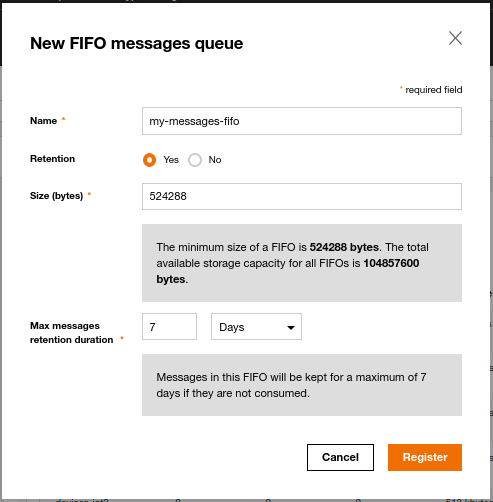 New FIFO messages queue
* required field
Name *
my-messages-fifo
Retention
Yes
No
Size (bytes) *
524288
The minimum size of a FIFO is 524288 bytes. The total
available storage capacity for all FIFOs is 104857600
bytes.
Max messages
retention duration *
7
Days
Messages in this FIFO will be kept for a maximum of 7
days if they are not consumed.
Cancel
Register